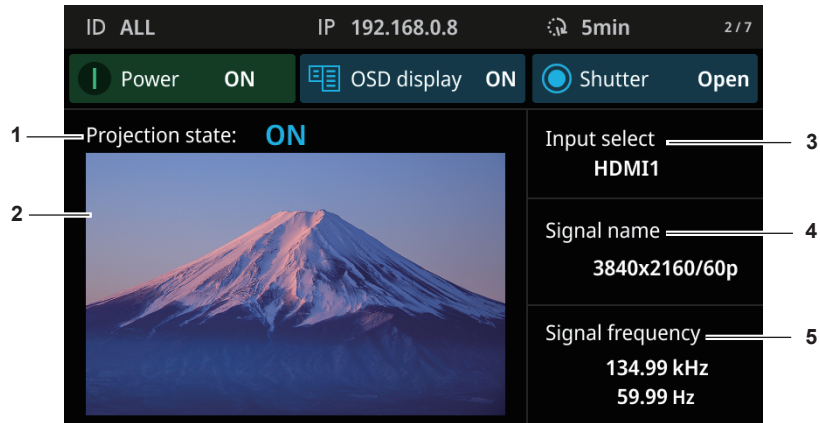 ID ALL IP 192.168.0.8 5min 2/7
Power ON OSD display ON Shutter Open
1 Projection state: ON
Input select 3
HDMI1
2
Signal name 4
3840x2160/60p
Signal frequency 5
134.99 kHz
59.99 Hz